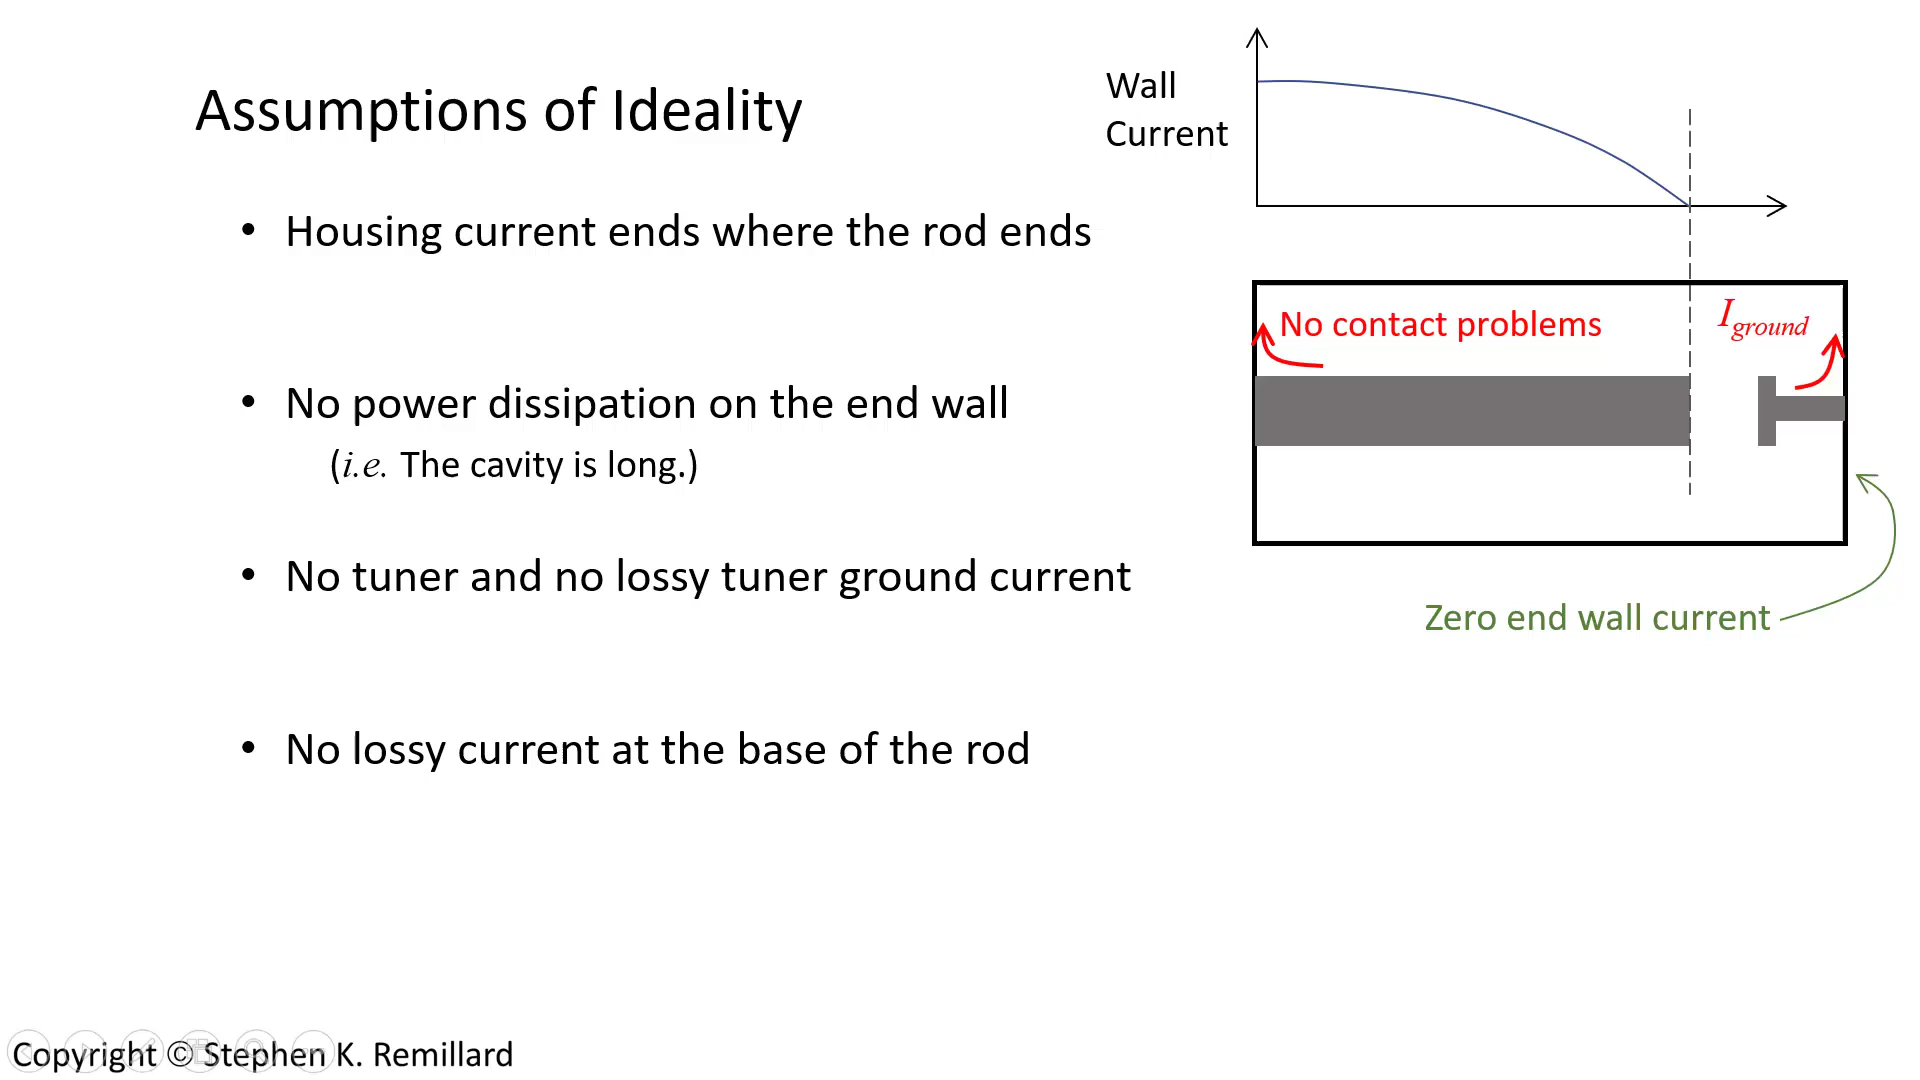 Assumptions of Ideality
• Housing current ends where the rod ends
• No power dissipation on the end wall
(i.e. The cavity is long.)
• No tuner and no lossy tuner ground current
• No lossy current at the base of the rod
Wall
Current
No contact problems
Iground
Zero end wall current
Copyright © Stephen K. Remillard